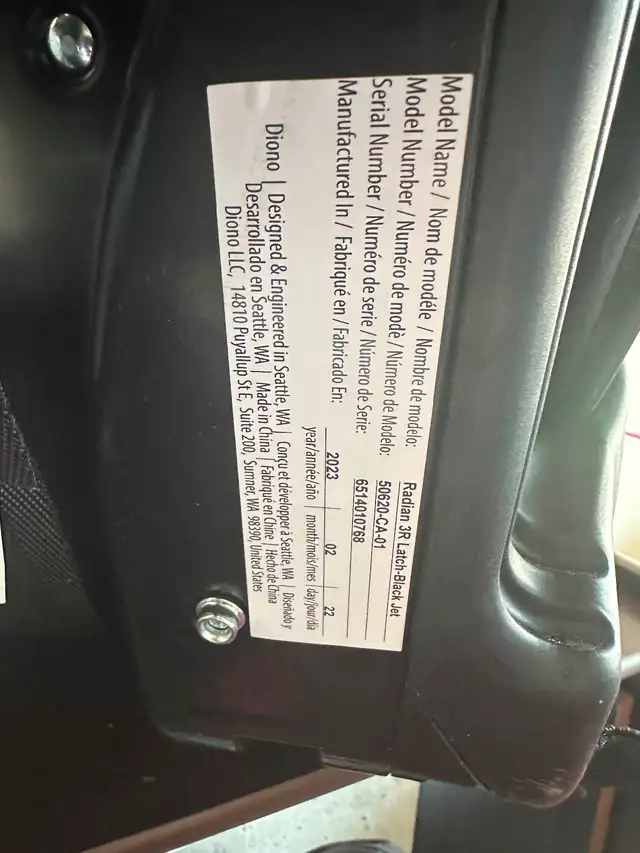 Model Name / Nom de modéle / Nombre de modelo: Radian 3R Latch-Black Jet
Model Number / Numéro de modè / Número de Modelo: 50620-CA-01
Serial Number / Numéro de serie / Número de Serie: 6514010768
Manufactured In / Fabriqué en / Fabricado En: 2023 | 02 | 22
year/année/año | month/mois/mes | day/jour/día
Diono | Designed & Engineered in Seattle, WA | Conçu et développer à Seattle, WA | Diseñado y
Desarrollado en Seattle, WA | Made in China | Fabriqué en Chine | Hecho de China
Diono LLC, 14810 Puyallup St E, Suite 200, Sumner, WA 98390, United States